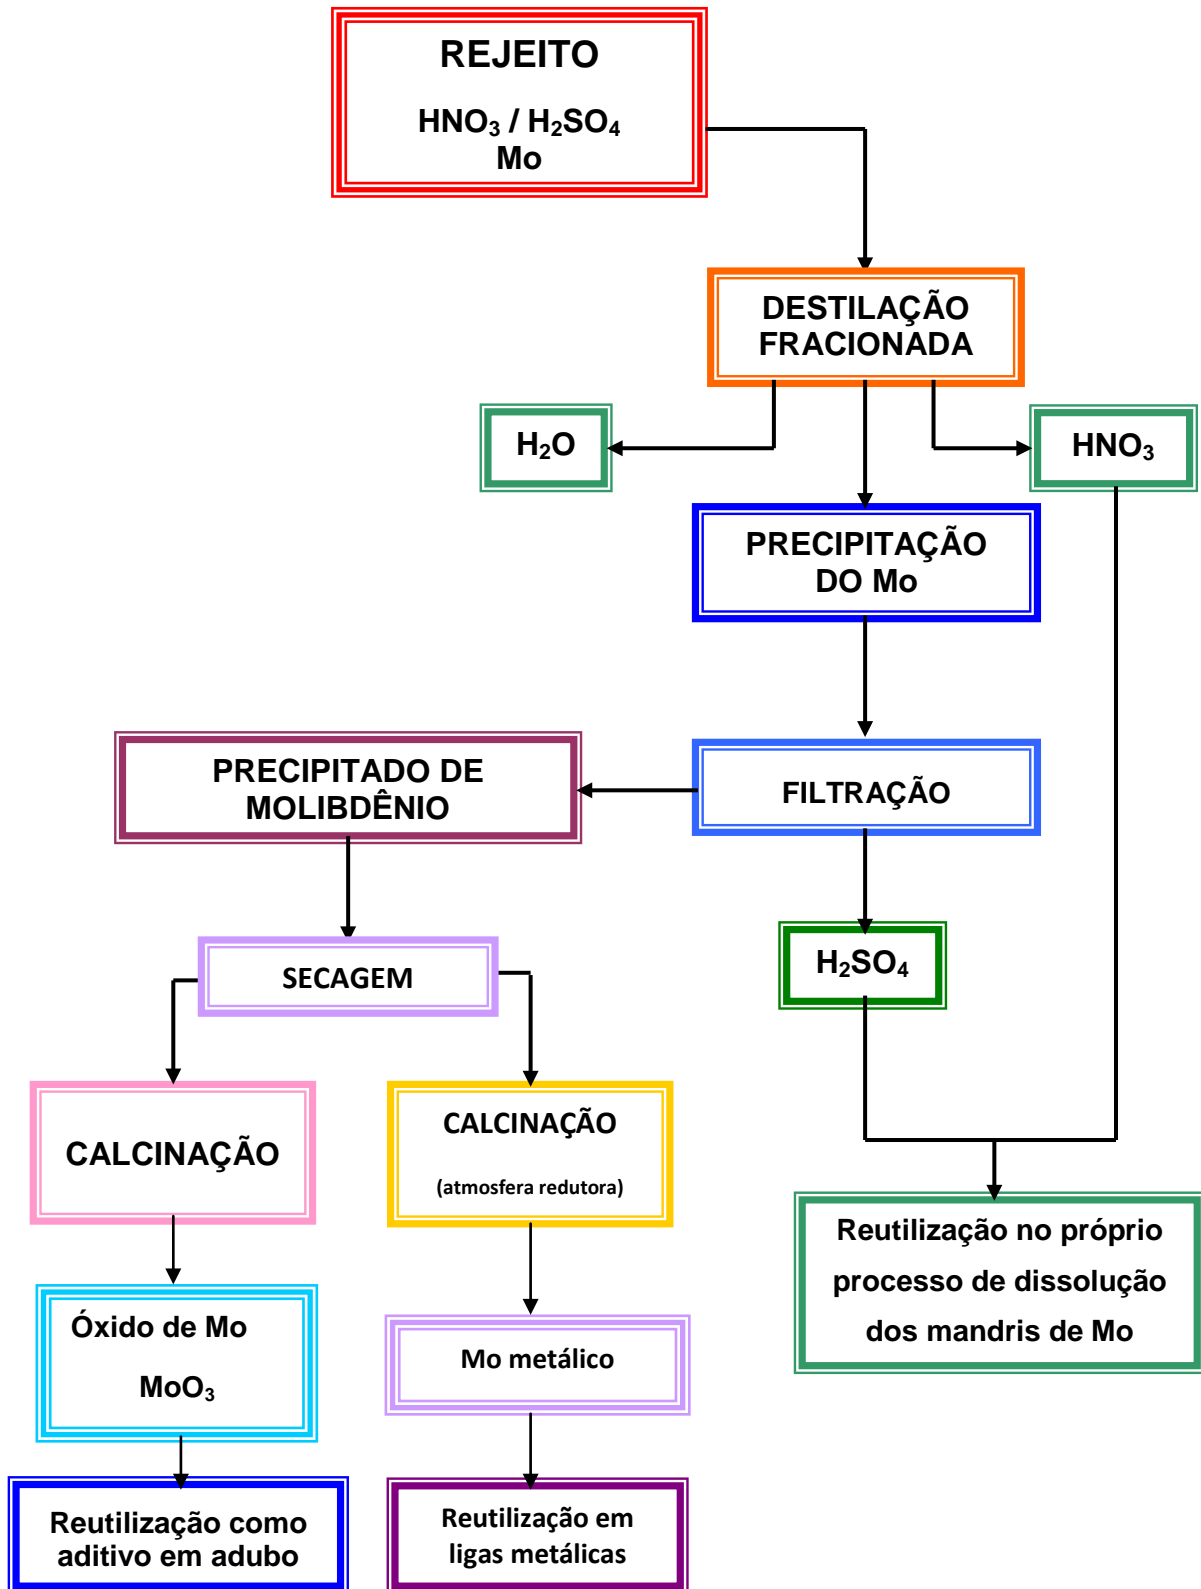 REJEITO
HNO₃ / H₂SO₄
Mo
DESTILAÇÃO
FRACIONADA
H₂O
HNO₃
PRECIPITAÇÃO
DO Mo
PRECIPITADO DE
MOLIBDÊNIO
FILTRAÇÃO
SECAGEM
H₂SO₄
CALCINAÇÃO
CALCINAÇÃO
(atmosfera redutora)
Reutilização no próprio
processo de dissolução
dos mandris de Mo
Óxido de Mo
MoO₃
Mo metálico
Reutilização como
aditivo em adubo
Reutilização em
ligas metálicas